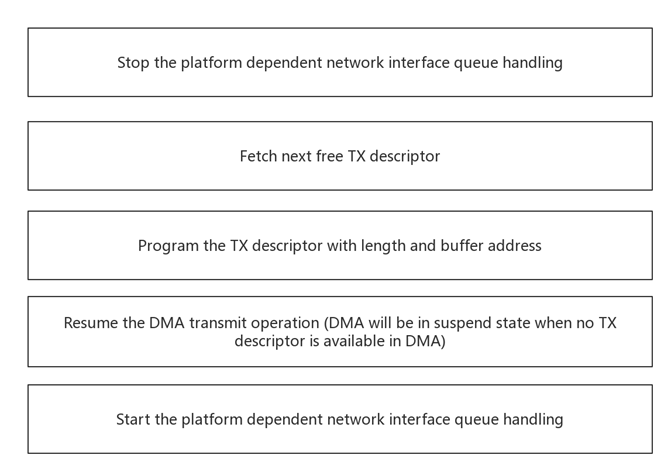 Stop the platform dependent network interface queue handling
Fetch next free TX descriptor
Program the TX descriptor with length and buffer address
Resume the DMA transmit operation (DMA will be in suspend state when no TX
descriptor is available in DMA)
Start the platform dependent network interface queue handling